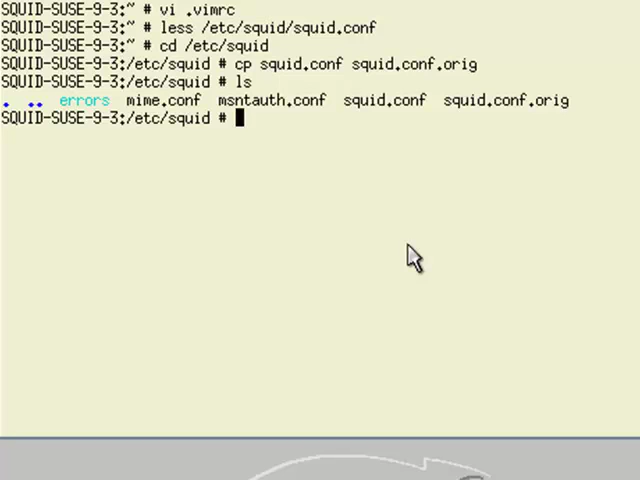 SQUID-SUSE-9-3:~ # vi .vimrc
SQUID-SUSE-9-3:~ # less /etc/squid/squid.conf
SQUID-SUSE-9-3:~ # cd /etc/squid
SQUID-SUSE-9-3:/etc/squid # cp squid.conf squid.conf.orig
SQUID-SUSE-9-3:/etc/squid # ls
.  ..  errors  mime.conf  msntauth.conf  squid.conf  squid.conf.orig
SQUID-SUSE-9-3:/etc/squid #